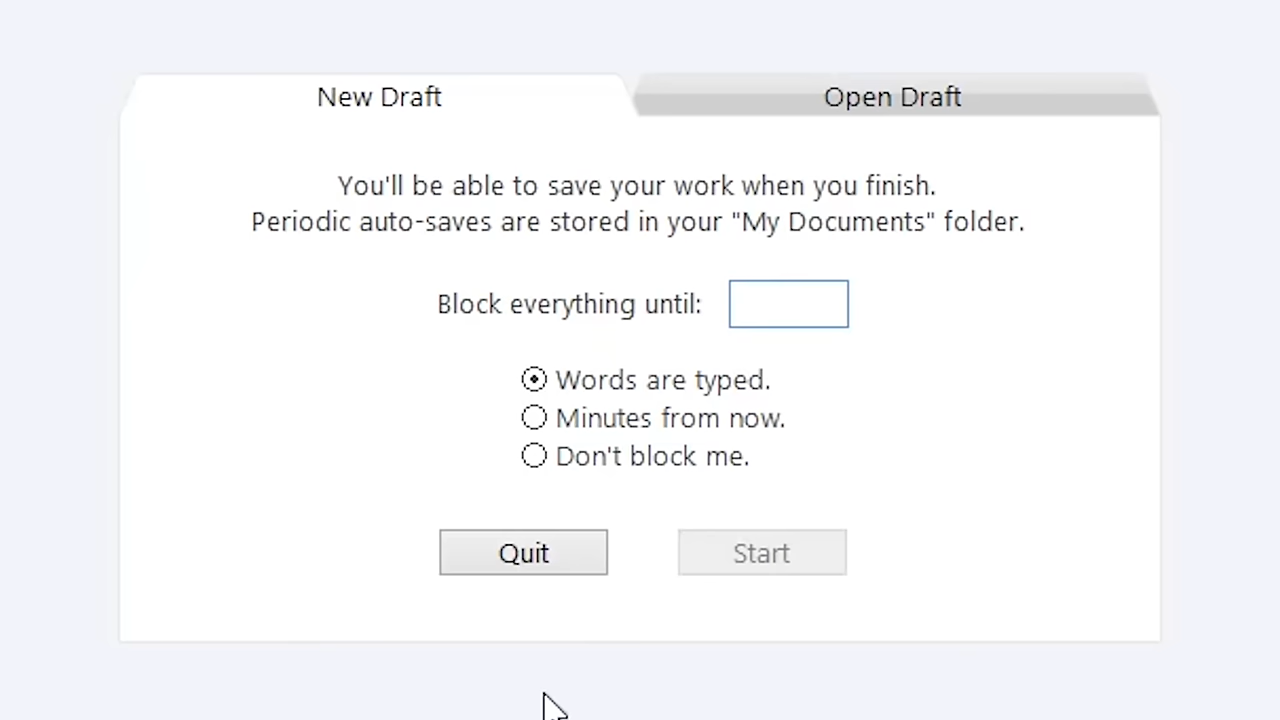 New Draft
Open Draft
You'll be able to save your work when you finish.
Periodic auto-saves are stored in your "My Documents" folder.
Block everything until:
Words are typed.
Minutes from now.
Don't block me.
Quit
Start